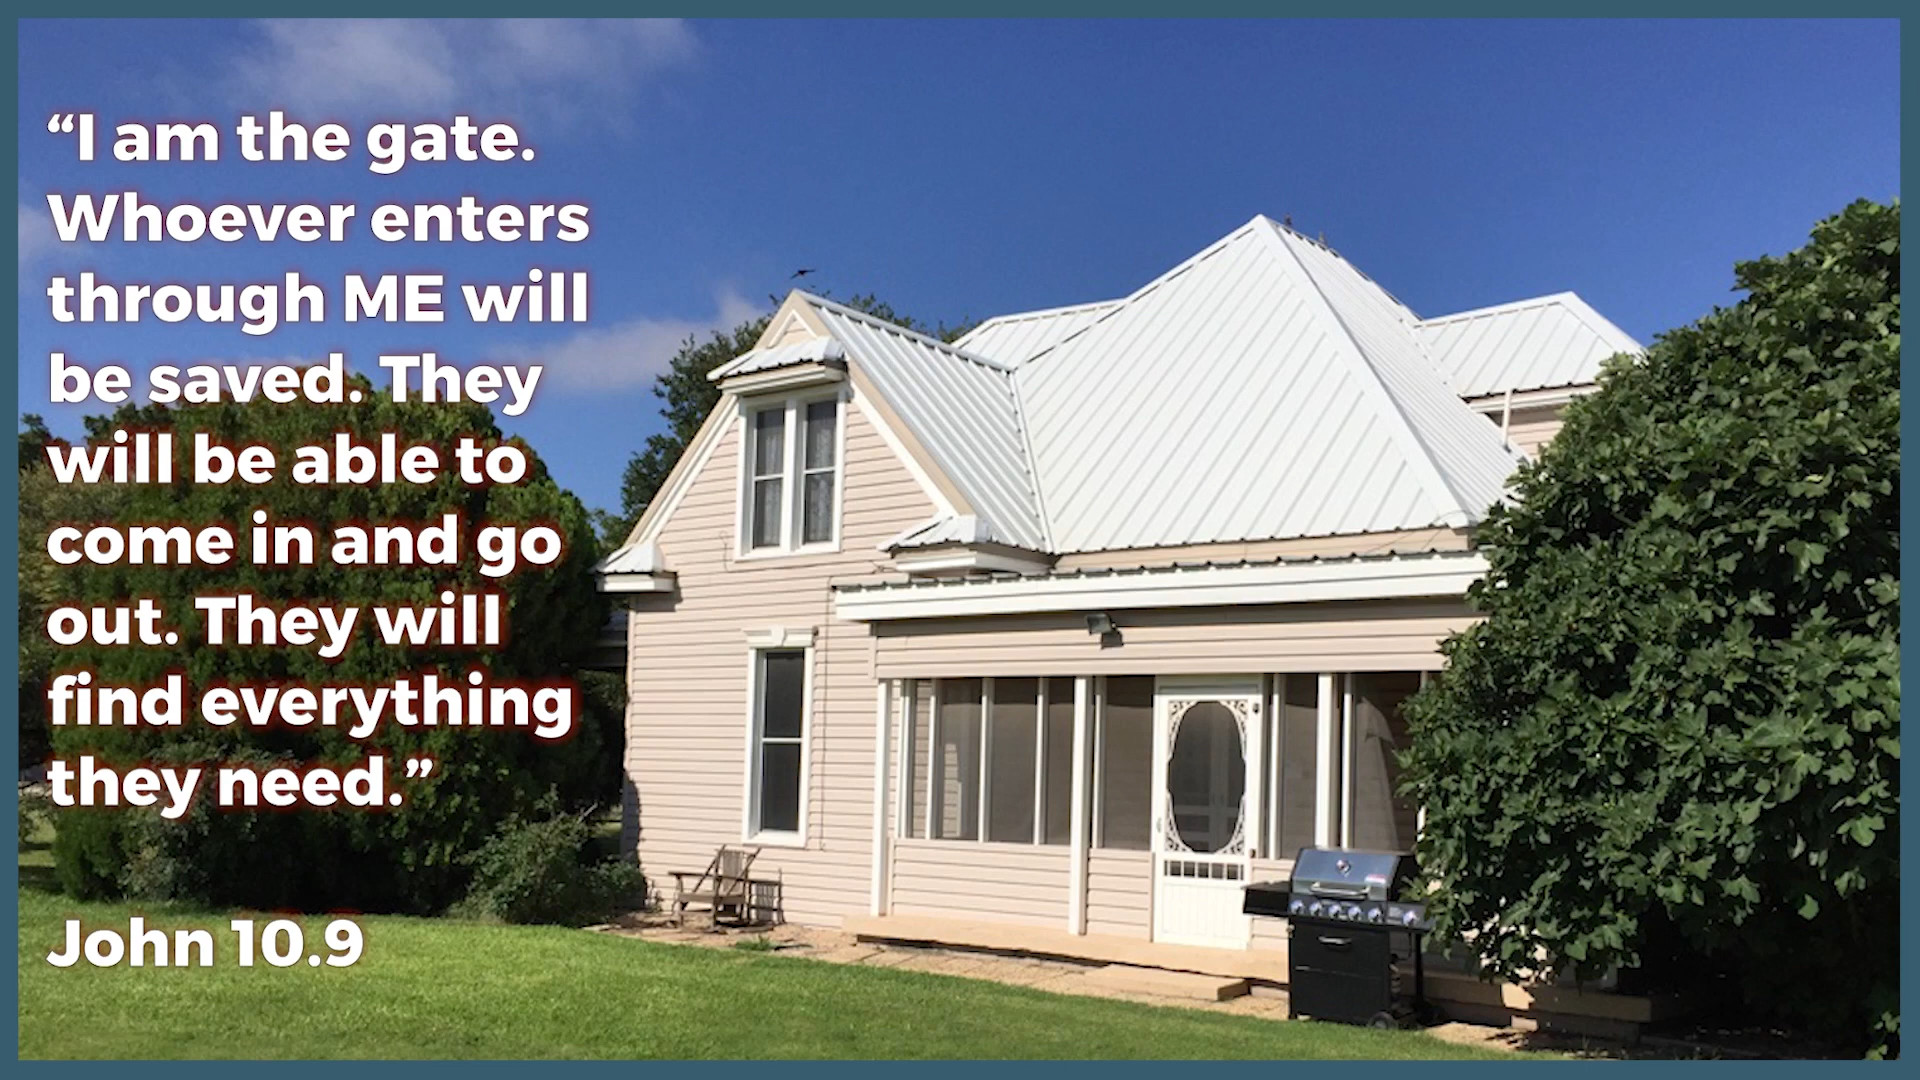 “I am the gate.
Whoever enters
through ME will
be saved. They
will be able to
come in and go
out. They will
find everything
they need.”
John 10.9